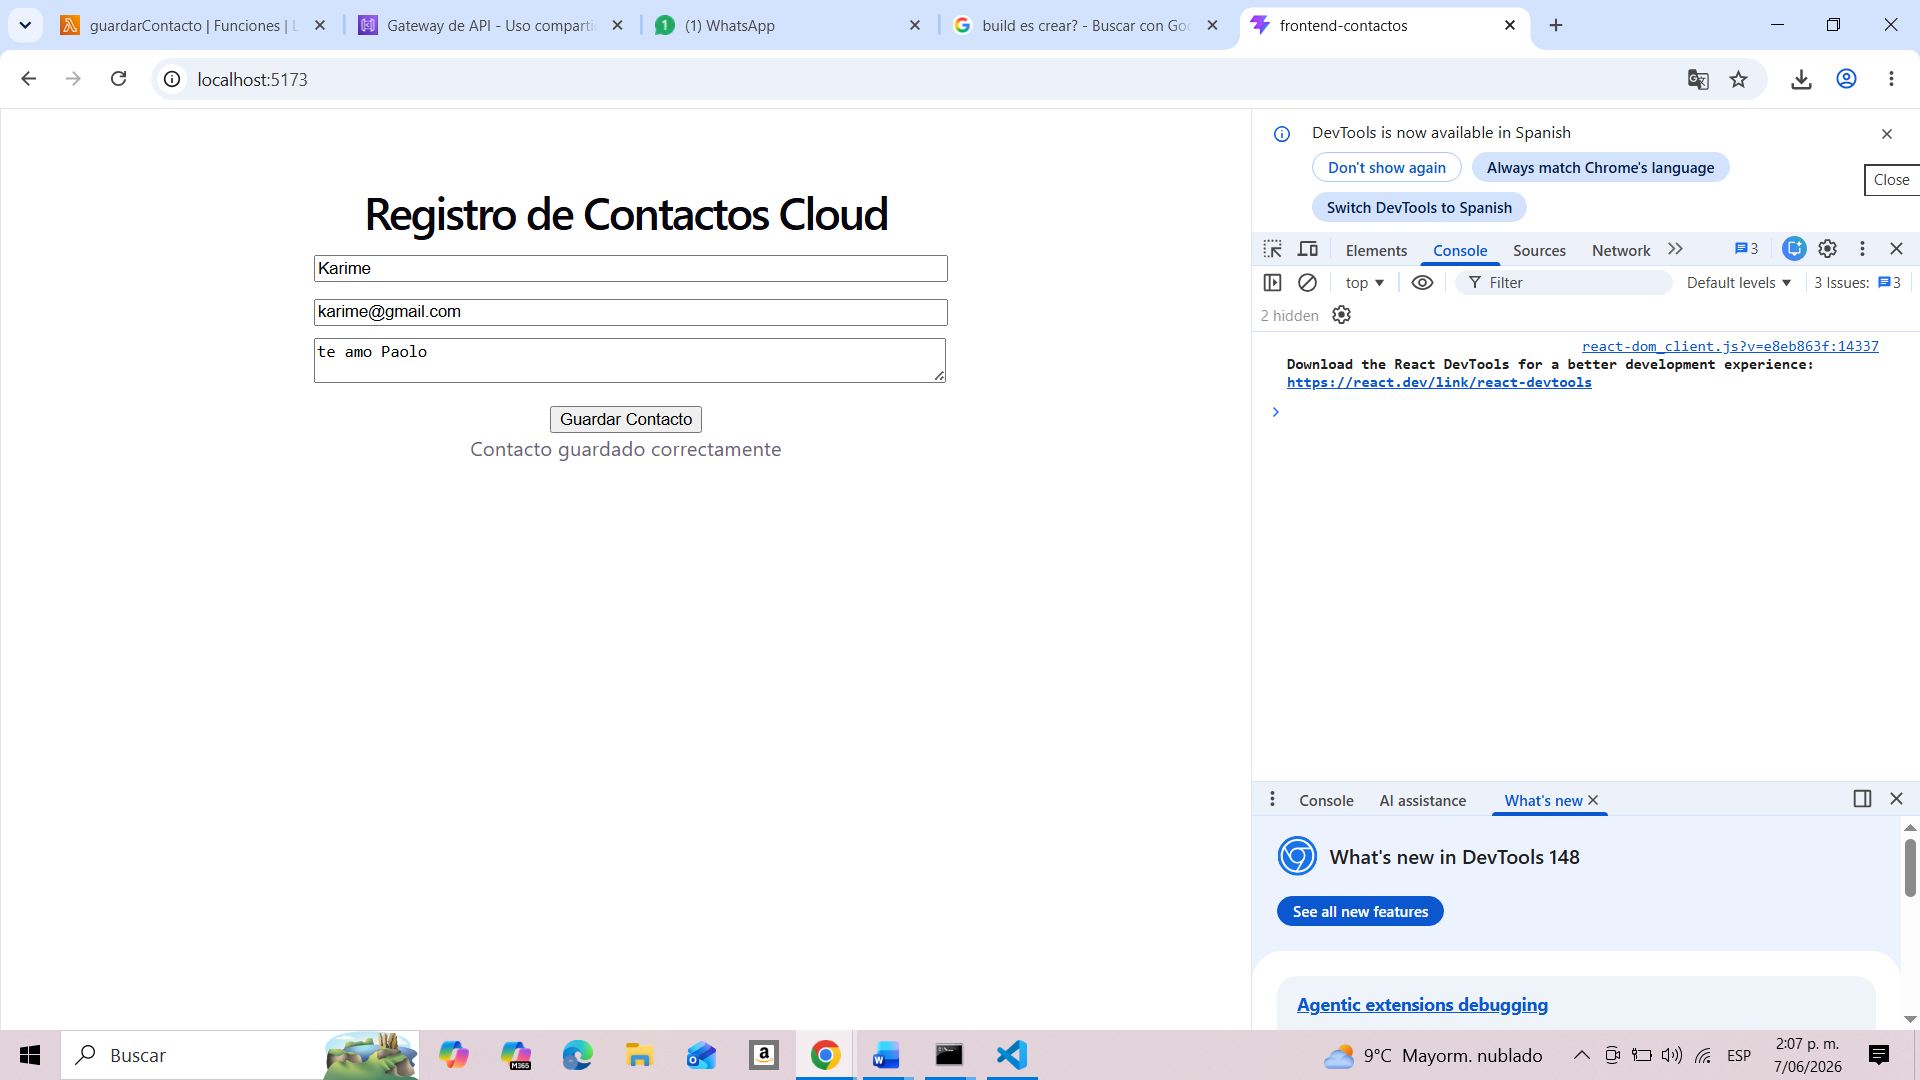 guardarContacto | Funciones | L
Gateway de API - Uso comparti
(1) WhatsApp
build es crear? - Buscar con Goo
frontend-contactos
localhost:5173
DevTools is now available in Spanish
Don't show again
Always match Chrome's language
Close
Switch DevTools to Spanish
Elements
Console
Sources
Network
3
top
Filter
Default levels
3 Issues:
3
2 hidden
react-dom_client.js?v=e8eb863f:14337
Download the React DevTools for a better development experience:
https://react.dev/link/react-devtools
Registro de Contactos Cloud
Karime
karime@gmail.com
te amo Paolo
Guardar Contacto
Contacto guardado correctamente
Console
AI assistance
What's new
What's new in DevTools 148
See all new features
Agentic extensions debugging
Buscar
M365
9°C Mayorm. nublado
ESP
2:07 p. m.
7/06/2026